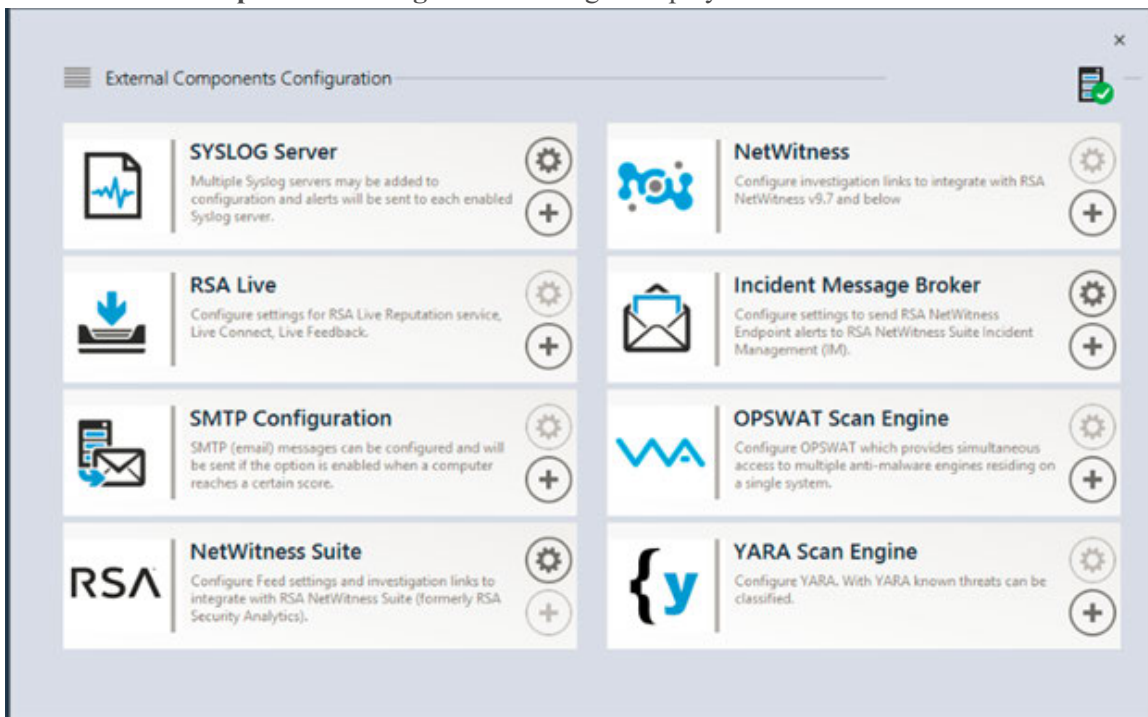 External Components Configuration
SYSLOG Server
Multiple Syslog servers may be added to
configuration and alerts will be sent to each enabled
Syslog server.
RSA Live
Configure settings for RSA Live Reputation service,
Live Connect, Live Feedback.
SMTP Configuration
SMTP (email) messages can be configured and will
be sent if the option is enabled when a computer
reaches a certain score.
RSA
NetWitness Suite
Configure Feed settings and investigation links to
integrate with RSA NetWitness Suite (formerly RSA
Security Analytics).
NetWitness
Configure investigation links to integrate with RSA
NetWitness v9.7 and below
Incident Message Broker
Configure settings to send RSA NetWitness
Endpoint alerts to RSA NetWitness Suite Incident
Management (IM).
OPSWAT Scan Engine
Configure OPSWAT which provides simultaneous
access to multiple anti-malware engines residing on
a single system.
{y
YARA Scan Engine
Configure YARA. With YARA known threats can be
classified.